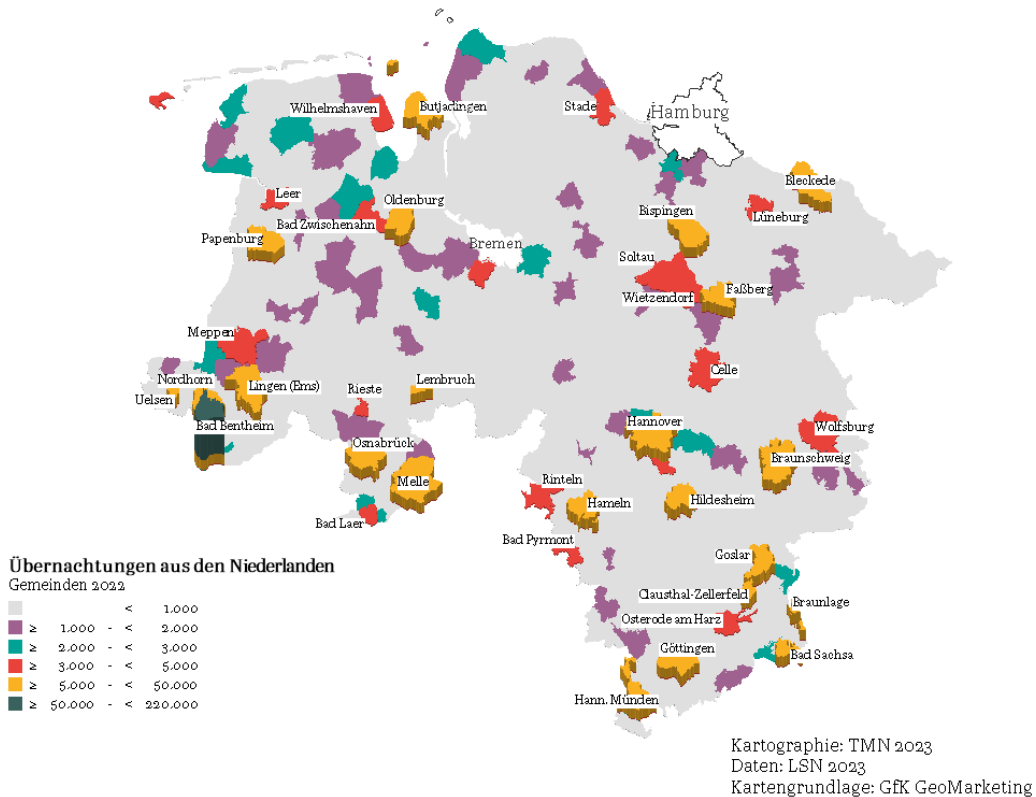 Hamburg
Wilhelmshaven
Butjadingen
Stade
Bleckede
Leer
Oldenburg
Lüneburg
Bad Zwischenahn
Bispingen
Papenburg
Bremen
Soltau
Faßberg
Wietzendorf
Meppen
Celle
Nordhorn
Lingen (Ems)
Rieste
Lembruch
Uelsen
Bad Bentheim
Hannover
Wolfsburg
Osnabrück
Braunschweig
Melle
Rinteln
Hameln
Hildesheim
Bad Laer
Bad Pyrmont
Goslar
Clausthal-Zellerfeld
Braunlage
Osterode am Harz
Göttingen
Bad Sachsa
Hann. Münden
Übernachtungen aus den Niederlanden
Gemeinden 2022
< 1.000
≥ 1.000 - < 2.000
≥ 2.000 - < 3.000
≥ 3.000 - < 5.000
≥ 5.000 - < 50.000
≥ 50.000 - < 220.000
Kartographie: TMN 2023
Daten: LSN 2023
Kartengrundlage: GfK GeoMarketing